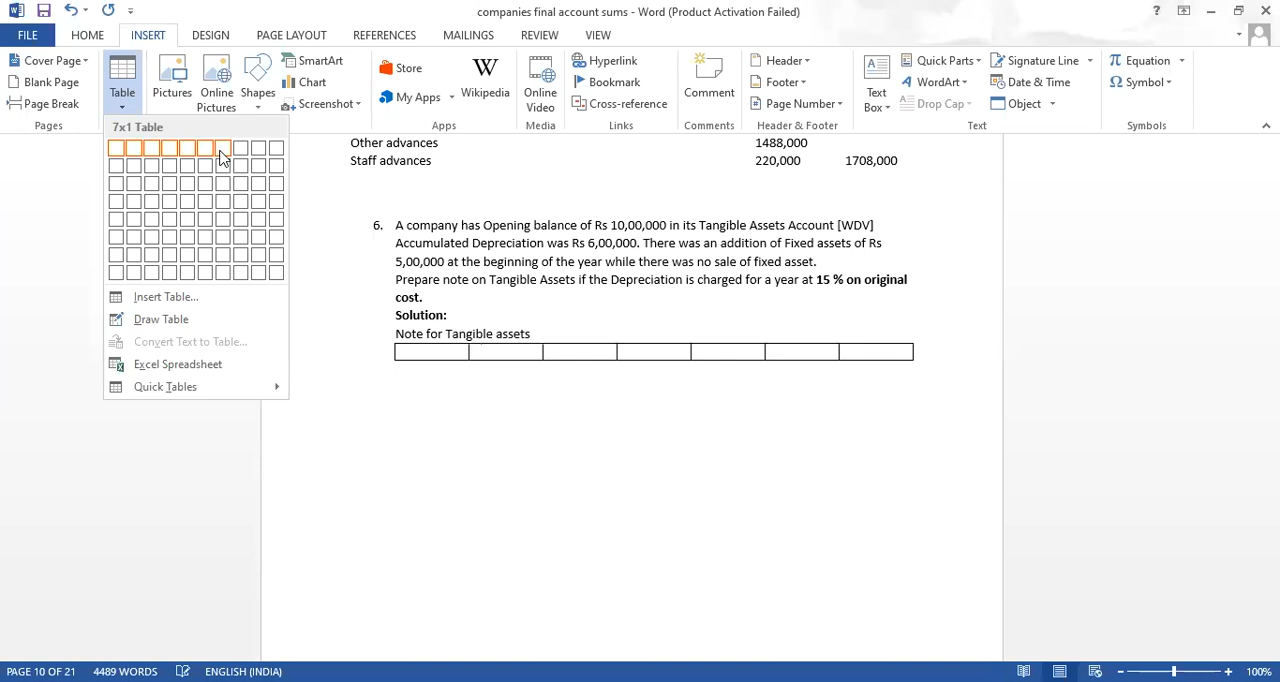 companies final account sums - Word (Product Activation Failed)
?
FILE HOME INSERT DESIGN PAGE LAYOUT REFERENCES MAILINGS REVIEW VIEW
Cover Page
Blank Page
Page Break
Pages
Table
Pictures
Online Pictures
Shapes
SmartArt
Chart
Screenshot
Store
My Apps
Apps
Wikipedia
Online Video
Media
Hyperlink
Bookmark
Cross-reference
Links
Comment
Comments
Header
Footer
Page Number
Header & Footer
Text Box
Quick Parts
WordArt
Drop Cap
Signature Line
Date & Time
Object
Text
Equation
Symbol
Symbols
7x1 Table
Insert Table...
Draw Table
Convert Text to Table...
Excel Spreadsheet
Quick Tables
Other advances 1488,000
Staff advances 220,000 1708,000
6. A company has Opening balance of Rs 10,00,000 in its Tangible Assets Account [WDV]
Accumulated Depreciation was Rs 6,00,000. There was an addition of Fixed assets of Rs
5,00,000 at the beginning of the year while there was no sale of fixed asset.
Prepare note on Tangible Assets if the Depreciation is charged for a year at 15 % on original
cost.
Solution:
Note for Tangible assets
PAGE 10 OF 21 4489 WORDS ENGLISH (INDIA) 100%